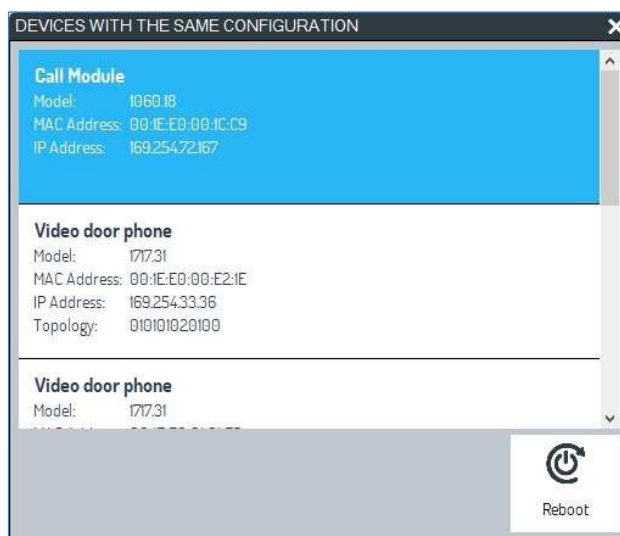 DEVICES WITH THE SAME CONFIGURATION
Call Module
Model: 1060.18
MAC Address: 00:1E:E0:00:1C:C9
IP Address: 169.254.72.167
Video door phone
Model: 1717.31
MAC Address: 00:1E:E0:00:E2:1E
IP Address: 169.254.33.36
Topology: 010101020100
Video door phone
Model: 1717.31
Reboot